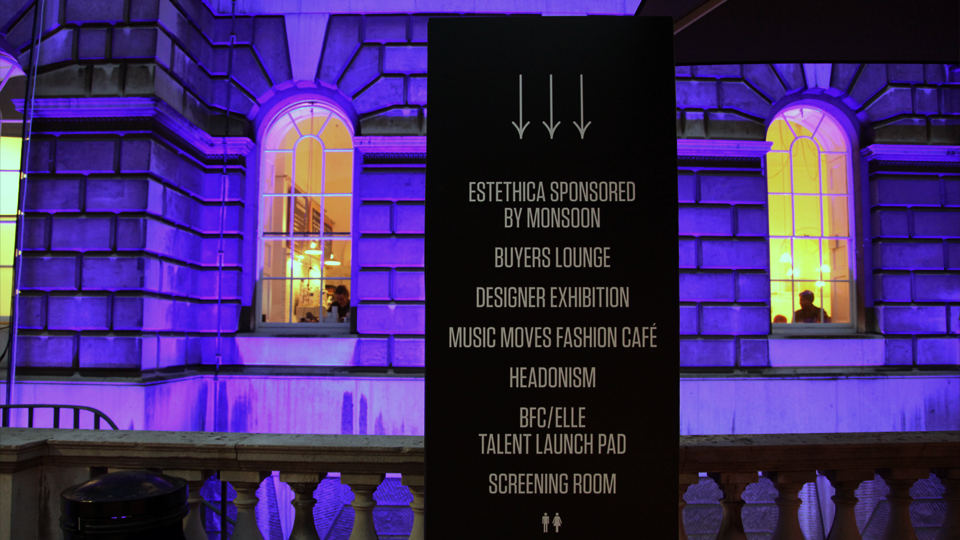 ESTETHICA SPONSORED
BY MONSOON
BUYERS LOUNGE
DESIGNER EXHIBITION
MUSIC MOVES FASHION CAFÉ
HEADONISM
BFC/ELLE
TALENT LAUNCH PAD
SCREENING ROOM